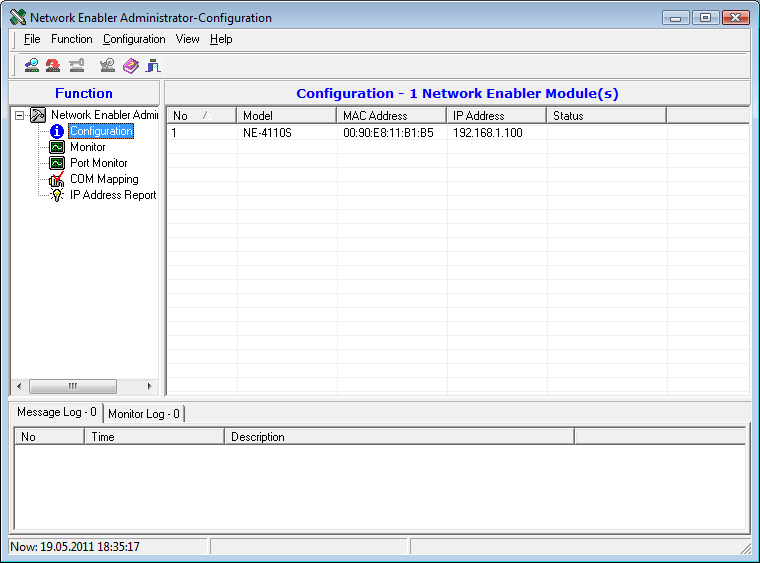 Network Enabler Administrator-Configuration
File Function Configuration View Help
Function
Configuration - 1 Network Enabler Module(s)
Network Enabler Admi
Configuration
Monitor
Port Monitor
COM Mapping
IP Address Report
No Model MAC Address IP Address Status
1 NE-4110S 00:90:E8:11:B1:B5 192.168.1.100
Message Log - 0 Monitor Log - 0
No Time Description
Now: 19.05.2011 18:35:17